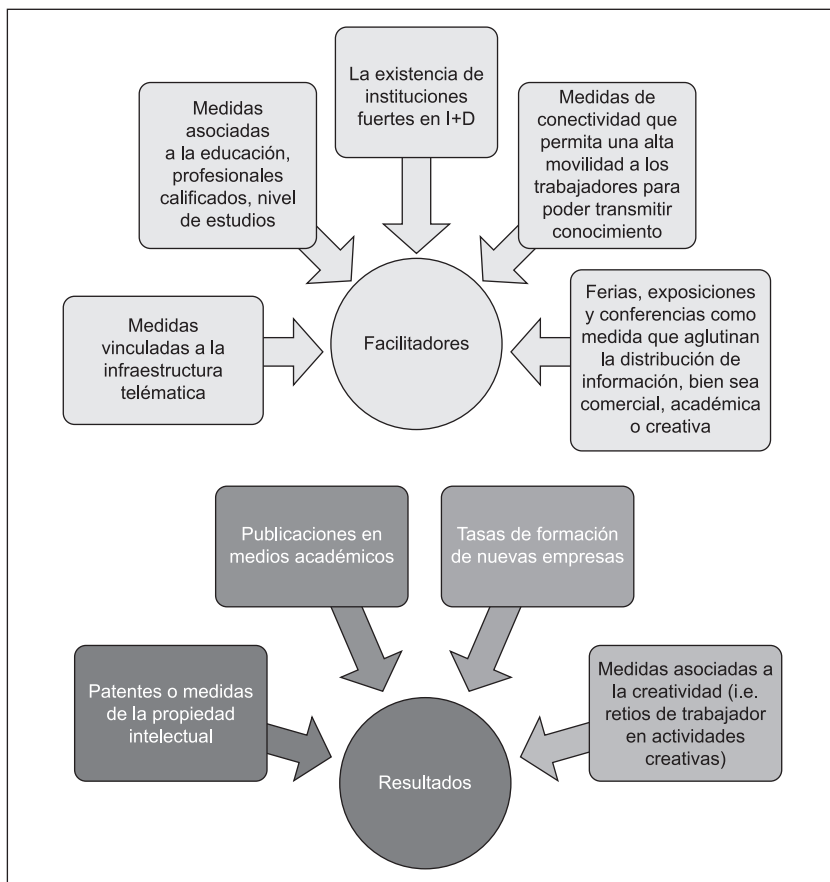 La existencia de
instituciones
fuertes en I+D
Medidas
asociadas
a la educación,
profesionales
calificados, nivel
de estudios
Medidas de
conectividad que
permita una alta
movilidad a los
trabajadores para
poder transmitir
conocimiento
Medidas
vinculadas a la
infraestructura
telématica
Facilitadores
Ferias, exposiciones
y conferencias como
medida que aglutinan
la distribución de
información, bien sea
comercial, académica
o creativa
Publicaciones en
medios académicos
Tasas de formación
de nuevas empresas
Patentes o medidas
de la propiedad
intelectual
Medidas asociadas a
la creatividad (i.e.
retios de trabajador
en actividades
creativas)
Resultados